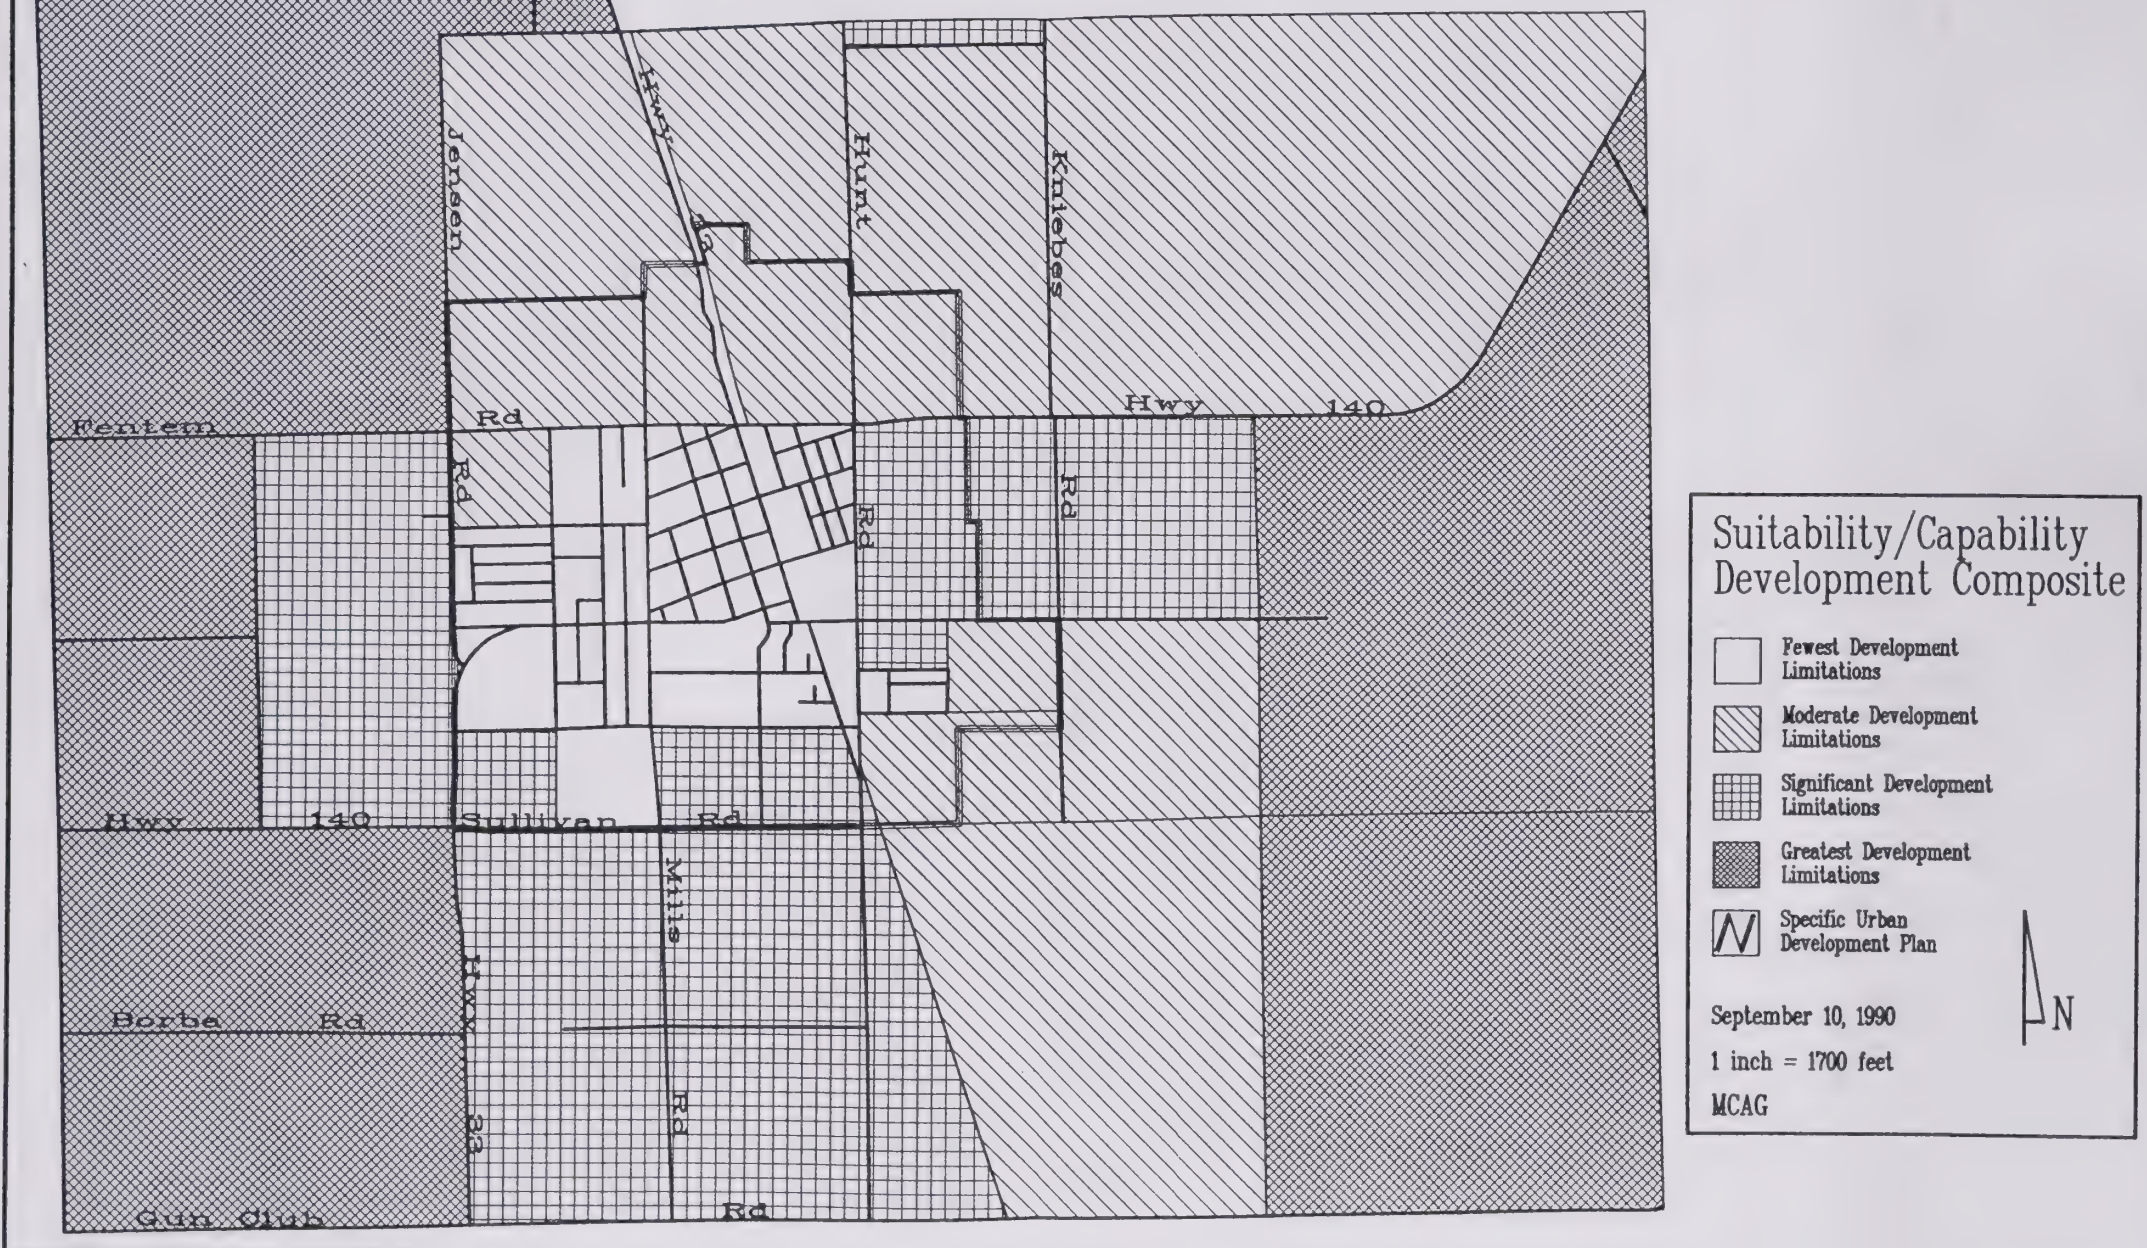 Hwy
33
Jensen
Hunt
Kniebes
Fentem
Rd
Hwy
140
Rd
Rd
Rd
Hwy
140
Sullivan
Rd
Mills
Hwy
33
Borba
Rd
Rd
Gun Club
Rd
Suitability/Capability
Development Composite
Fewest Development
Limitations
Moderate Development
Limitations
Significant Development
Limitations
Greatest Development
Limitations
Specific Urban
Development Plan
September 10, 1990
1 inch = 1700 feet
MCAG
N